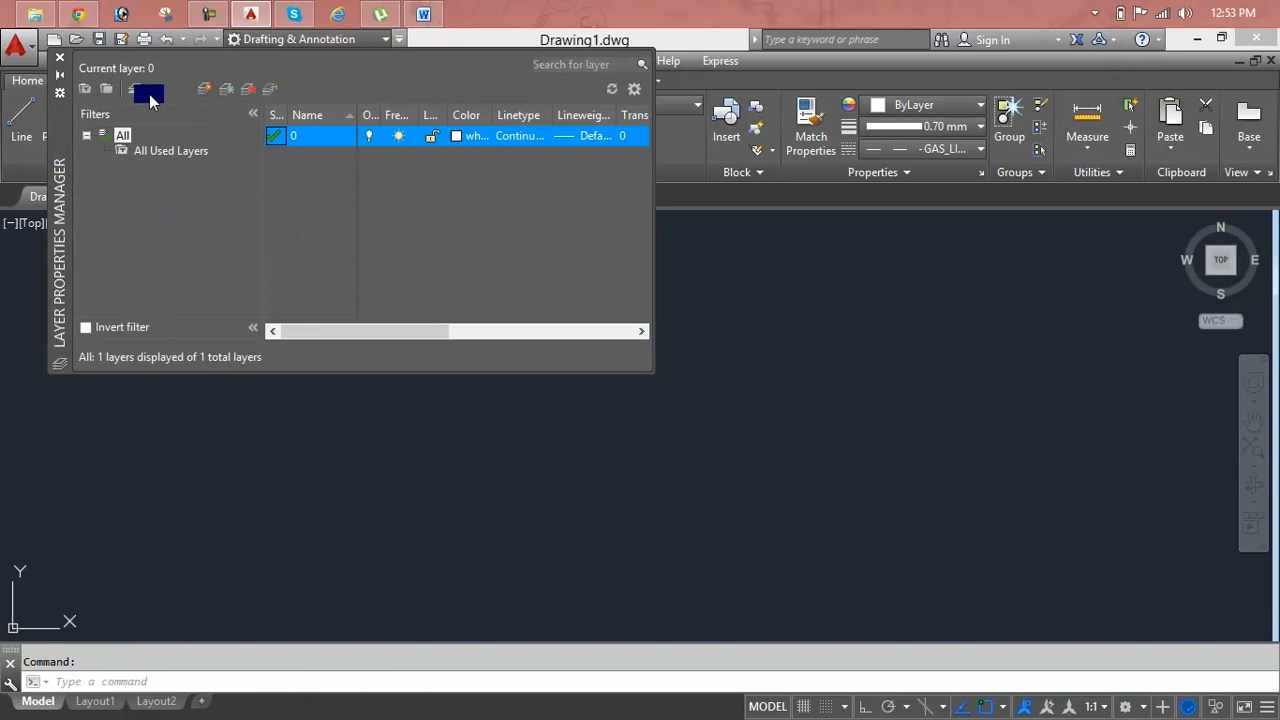 12:53 PM
Drafting & Annotation
Drawing1.dwg
Type a keyword or phrase
Sign In
Current layer: 0
Search for layer
Home
Help
Express
Filters
S... Name O... Fre... L... Color Linetype Lineweig... Trans
All
0 wh... Continu... Defa... 0
All Used Layers
Line
Insert
Match
Properties
ByLayer
0.70 mm
-GAS_LI...
Group
Measure
Paste
Base
Block
Properties
Groups
Utilities
Clipboard
View
LAYER PROPERTIES MANAGER
Dra
[−][Top]
N
W
TOP
E
S
WCS
Invert filter
All: 1 layers displayed of 1 total layers
Y
X
Command:
Type a command
Model
Layout1
Layout2
+
MODEL
1:1